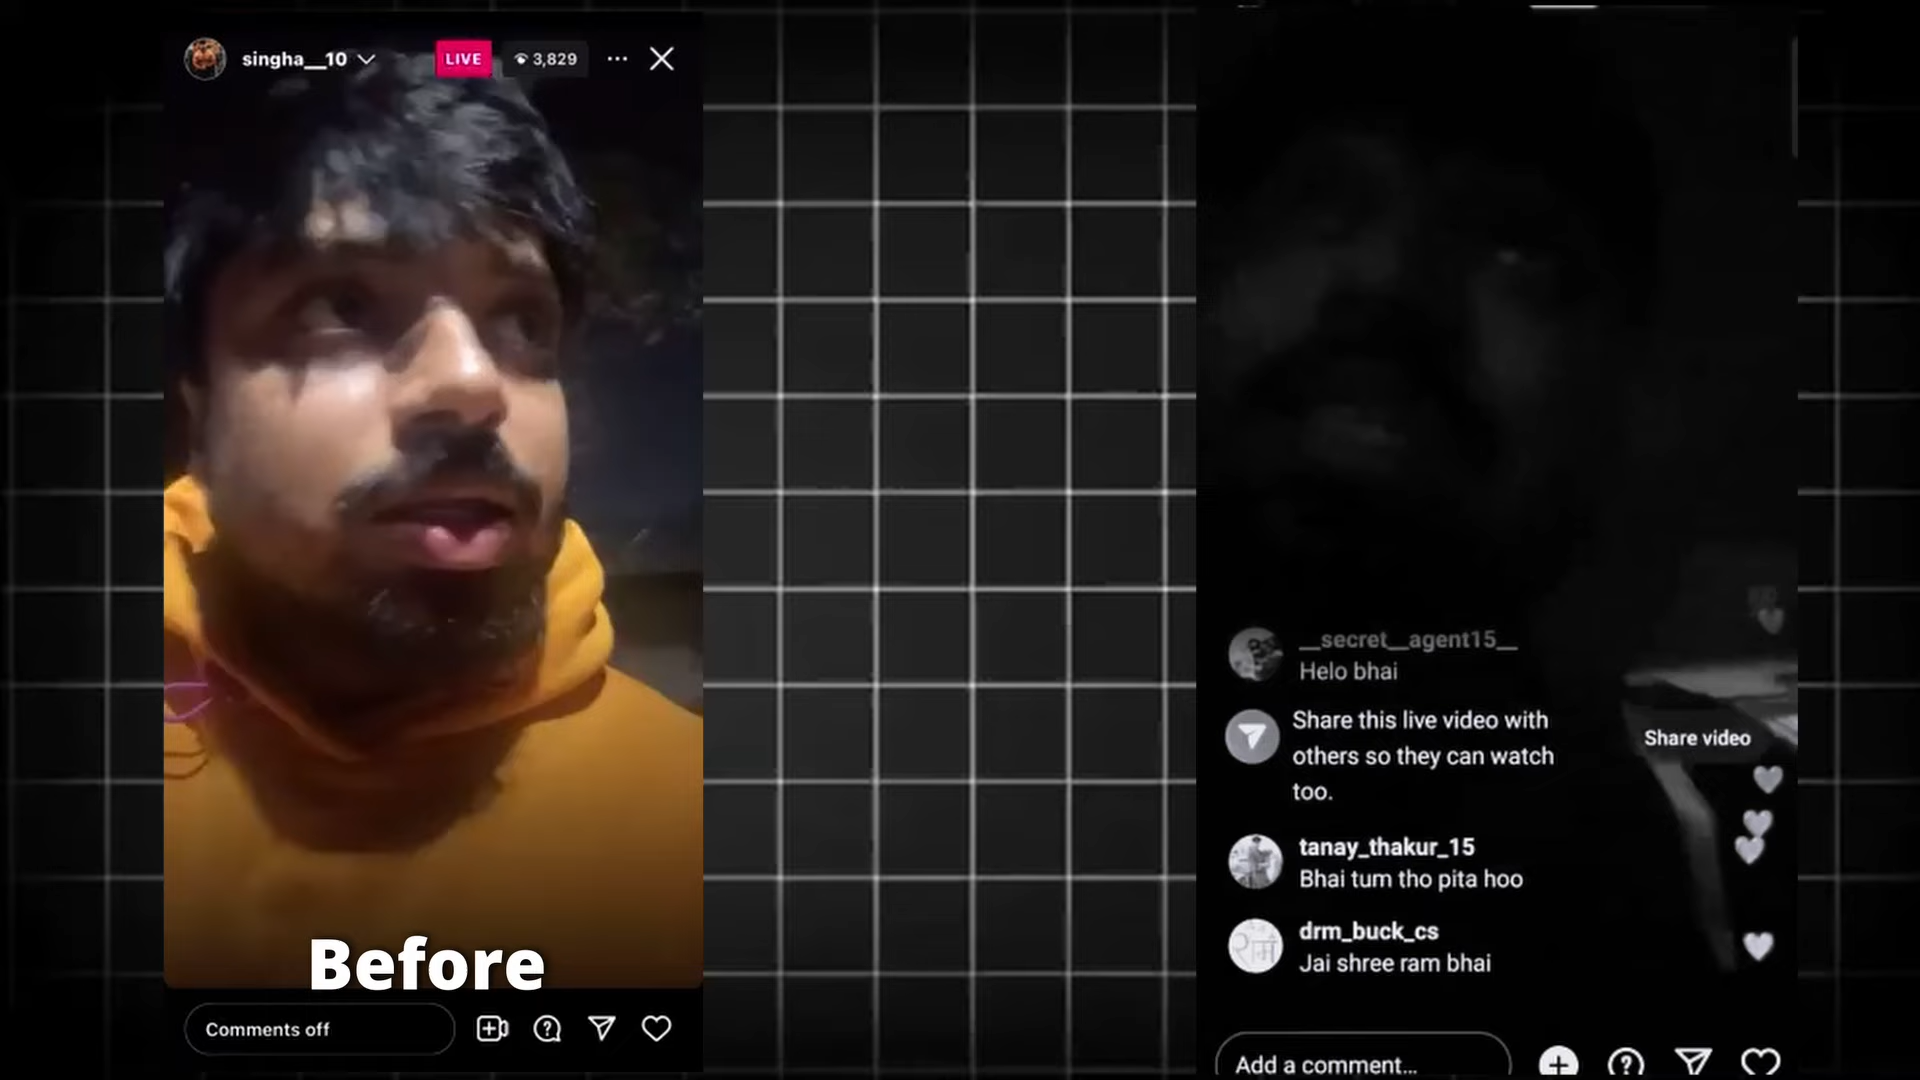 singha__10
LIVE
3,829
Before
Comments off
__secret__agent15__
Helo bhai
Share this live video with
others so they can watch
too.
Share video
tanay_thakur_15
Bhai tum tho pita hoo
drm_buck_cs
Jai shree ram bhai
Add a comment...